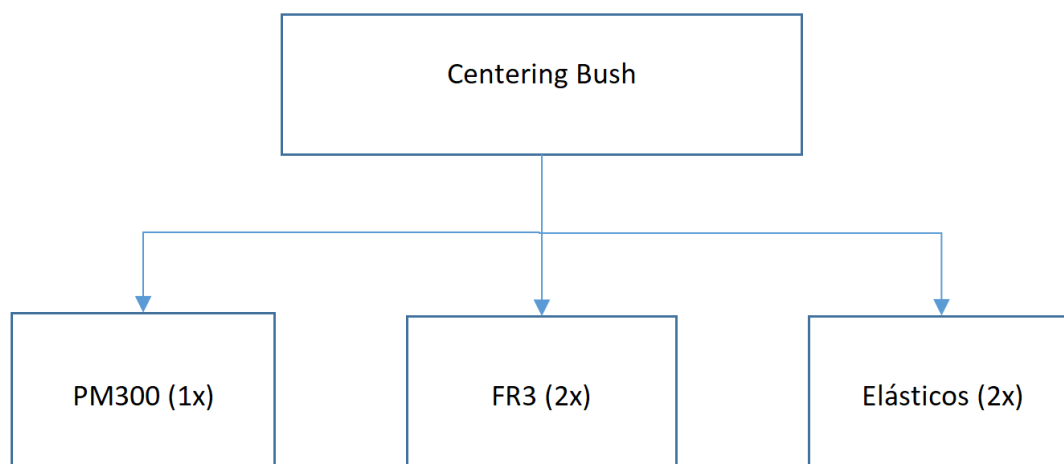 Centering Bush
PM300 (1x)
FR3 (2x)
Elásticos (2x)